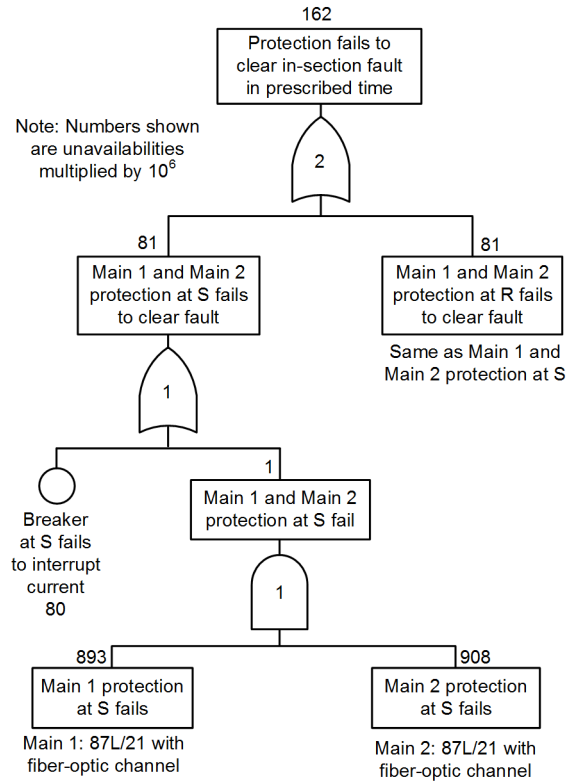 162
Protection fails to
clear in-section fault
in prescribed time
Note: Numbers shown
are unavailabilities
multiplied by 10⁶
2
81
Main 1 and Main 2
protection at S fails
to clear fault
81
Main 1 and Main 2
protection at R fails
to clear fault
Same as Main 1 and
Main 2 protection at S
1
Breaker
at S fails
to interrupt
current
80
1
Main 1 and Main 2
protection at S fail
1
893
Main 1 protection
at S fails
Main 1: 87L/21 with
fiber-optic channel
908
Main 2 protection
at S fails
Main 2: 87L/21 with
fiber-optic channel